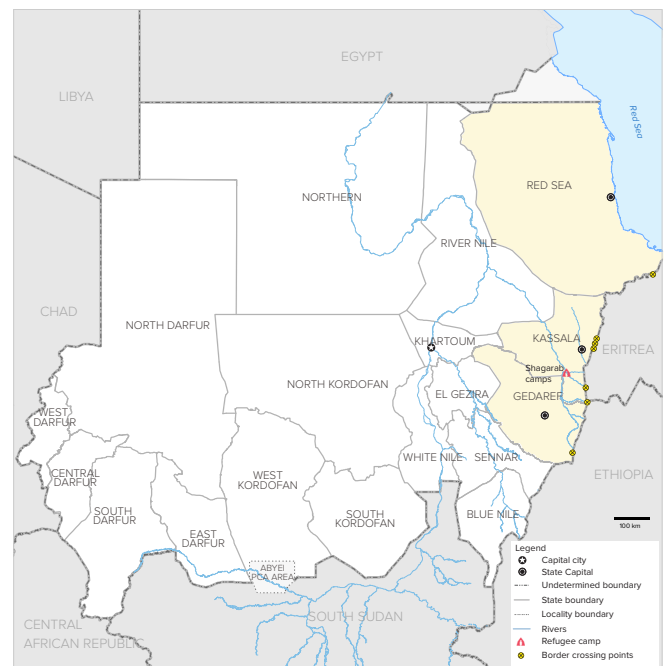 EGYPT
LIBYA
Red Sea
RED SEA
NORTHERN
RIVER NILE
CHAD
NORTH DARFUR
KHARTOUM
KASSALA
ERITREA
Shagarab
camps
NORTH KORDOFAN
EL GEZIRA
GEDAREF
WEST
DARFUR
WHITE NILE
SENNAR
CENTRAL
DARFUR
WEST
KORDOFAN
ETHIOPIA
SOUTH
DARFUR
SOUTH
KORDOFAN
BLUE NILE
EAST
DARFUR
ABYEI
PCA AREA
SOUTH SUDAN
CENTRAL
AFRICAN REPUBLIC
100 km
Legend
Capital city
State Capital
Undetermined boundary
State boundary
Locality boundary
Rivers
Refugee camp
Border crossing points